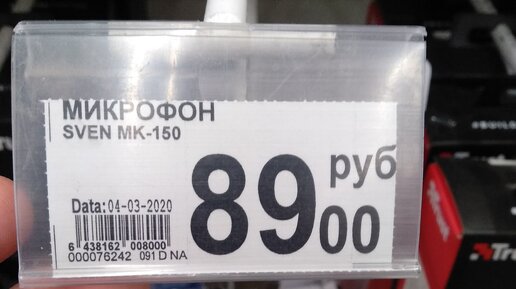 МИКРОФОН
SVEN MK-150
89 руб 00
Data: 04-03-2020
6 438162 008000
000076242 091 D NA